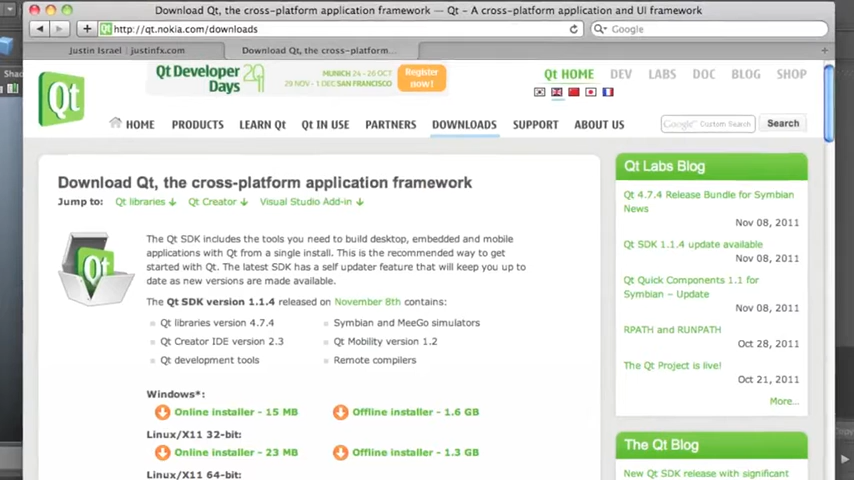 Download Qt, the cross-platform application framework — Qt – A cross-platform application and UI framework
http://qt.nokia.com/downloads
Google
Justin Israel | justinfx.com
Download Qt, the cross-platform...
Qt
Qt Developer Days 2011
MUNICH 24-26 OCT
29 NOV - 1 DEC SAN FRANCISCO
Register now!
Qt HOME DEV LABS DOC BLOG SHOP
HOME PRODUCTS LEARN Qt Qt IN USE PARTNERS DOWNLOADS SUPPORT ABOUT US
Google Custom Search
Search
Download Qt, the cross-platform application framework
Jump to: Qt libraries Qt Creator Visual Studio Add-in
Qt
The Qt SDK includes the tools you need to build desktop, embedded and mobile
applications with Qt from a single install. This is the recommended way to get
started with Qt. The latest SDK has a self updater feature that will keep you up to
date as new versions are made available.
The Qt SDK version 1.1.4 released on November 8th contains:
Qt libraries version 4.7.4
Symbian and MeeGo simulators
Qt Creator IDE version 2.3
Qt Mobility version 1.2
Qt development tools
Remote compilers
Windows*:
Online installer - 15 MB
Offline installer - 1.6 GB
Linux/X11 32-bit:
Online installer - 23 MB
Offline installer - 1.3 GB
Linux/X11 64-bit:
Qt Labs Blog
Qt 4.7.4 Release Bundle for Symbian
News
Nov 08, 2011
Qt SDK 1.1.4 update available
Nov 08, 2011
Qt Quick Components 1.1 for
Symbian – Update
Nov 08, 2011
RPATH and RUNPATH
Oct 28, 2011
The Qt Project is live!
Oct 21, 2011
More...
The Qt Blog
New Qt SDK release with significant